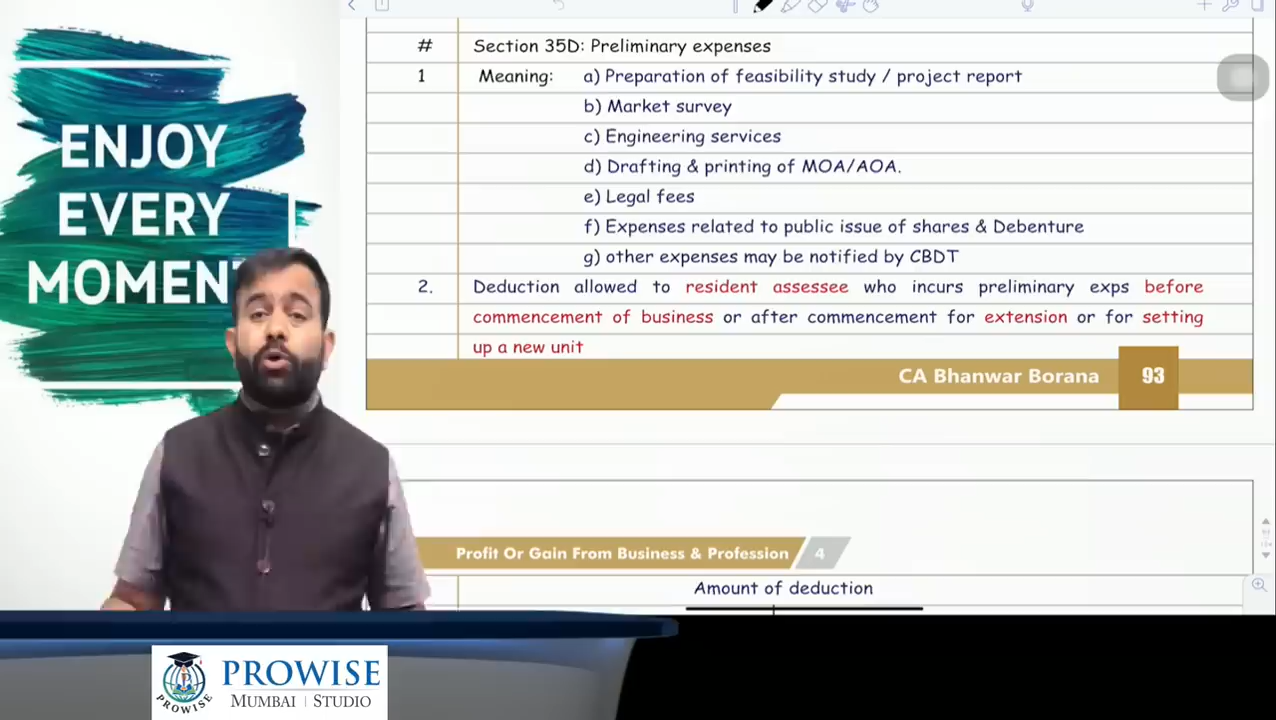 ENJOY
EVERY
MOMENT
# Section 35D: Preliminary expenses
1 Meaning: a) Preparation of feasibility study / project report
b) Market survey
c) Engineering services
d) Drafting & printing of MOA/AOA.
e) Legal fees
f) Expenses related to public issue of shares & Debenture
g) other expenses may be notified by CBDT
2. Deduction allowed to resident assessee who incurs preliminary exps before
commencement of business or after commencement for extension or for setting
up a new unit
CA Bhanwar Borana 93
Profit Or Gain From Business & Profession 4
Amount of deduction
PROWISE
PROWISE
MUMBAI | STUDIO